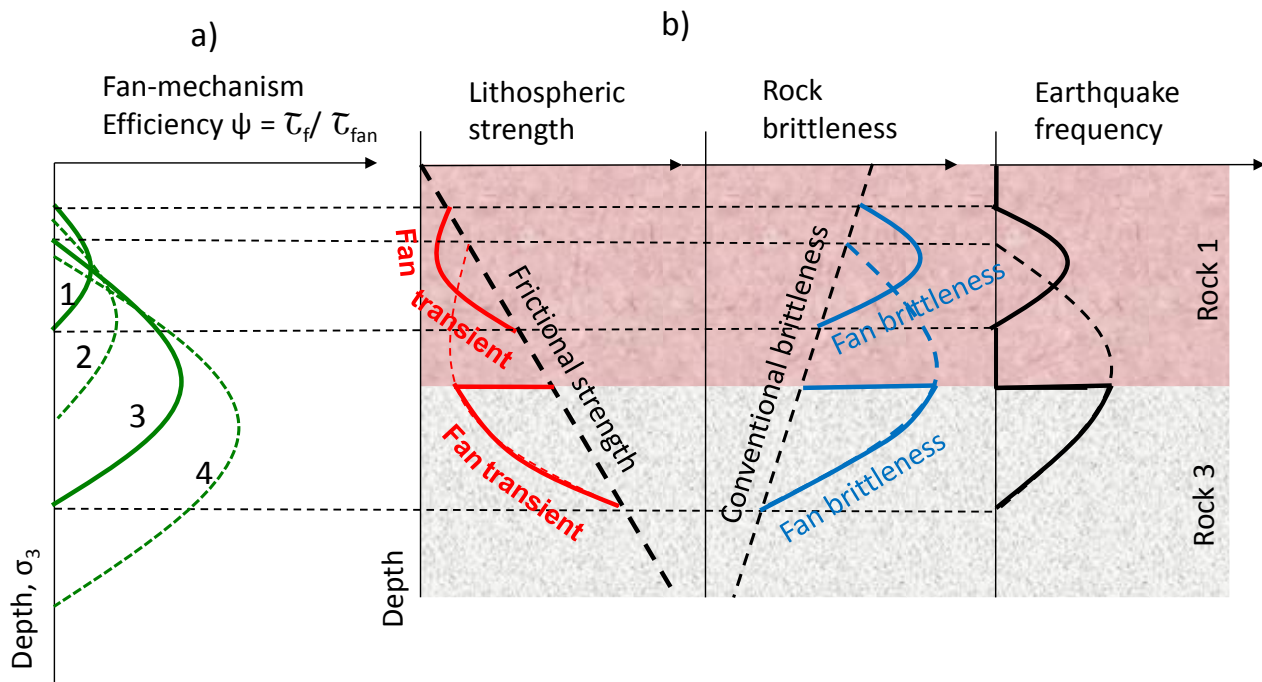 a)
b)
Fan-mechanism
Efficiency ψ = τf/ τfan
Lithospheric
strength
Rock
brittleness
Earthquake
frequency
1
2
3
4
Depth, σ3
Fan
transient
Frictional strength
Fan transient
Depth
Conventional brittleness
Fan brittleness
Fan brittleness
Rock 1
Rock 3